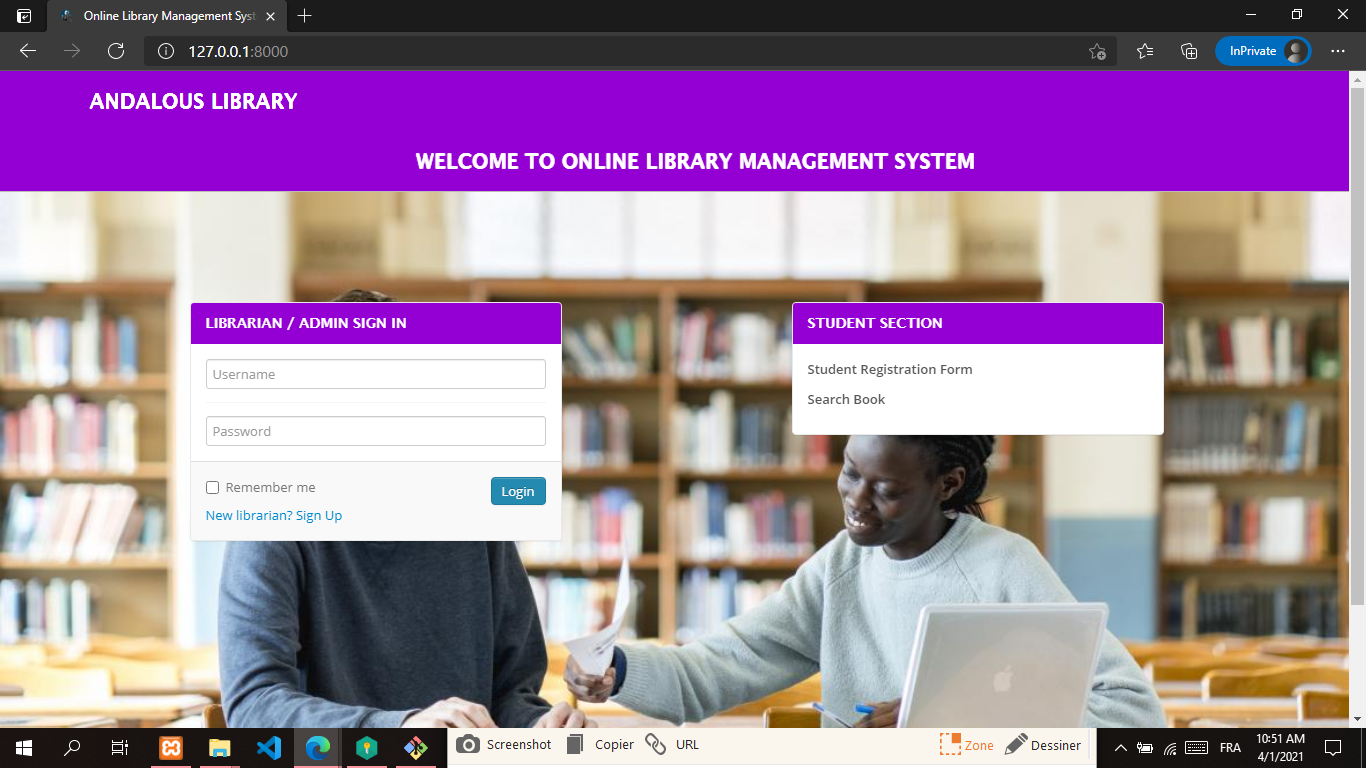 Online Library Management Syst
127.0.0.1:8000
InPrivate
ANDALOUS LIBRARY
WELCOME TO ONLINE LIBRARY MANAGEMENT SYSTEM
LIBRARIAN / ADMIN SIGN IN
Username
Password
Remember me
Login
New librarian? Sign Up
STUDENT SECTION
Student Registration Form
Search Book
Screenshot
Copier
URL
Zone
Dessiner
FRA
10:51 AM
4/1/2021